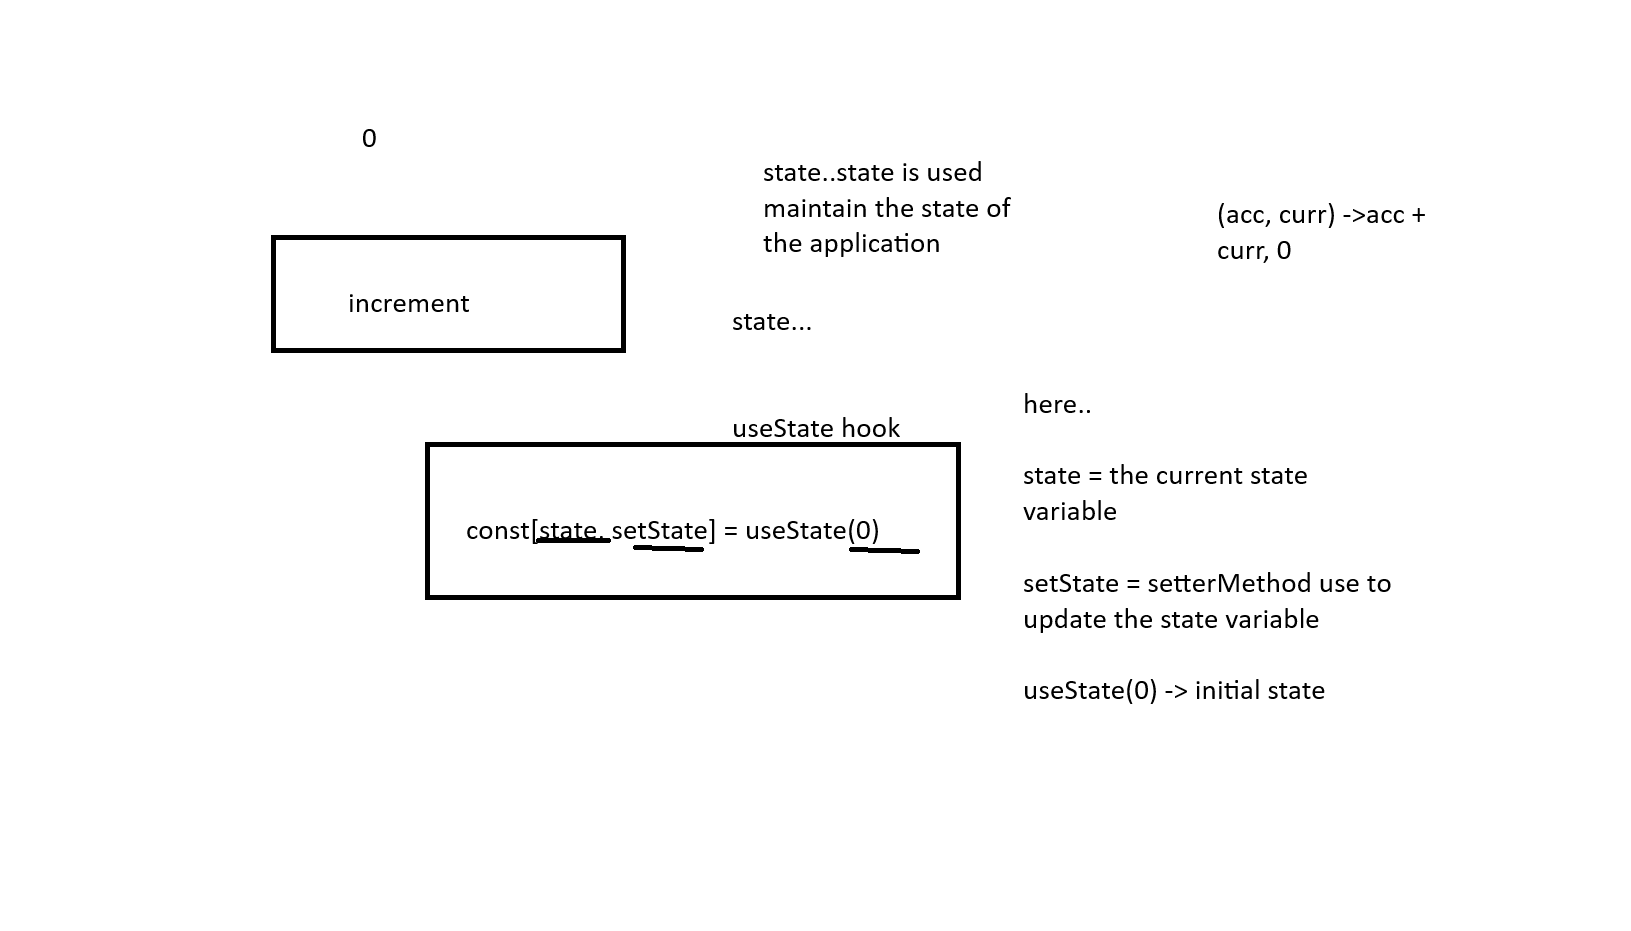 0
state..state is used
maintain the state of
the application
(acc, curr) ->acc +
curr, 0
increment
state...
useState hook
const[state, setState] = useState(0)
here..
state = the current state
variable
setState = setterMethod use to
update the state variable
useState(0) -> initial state